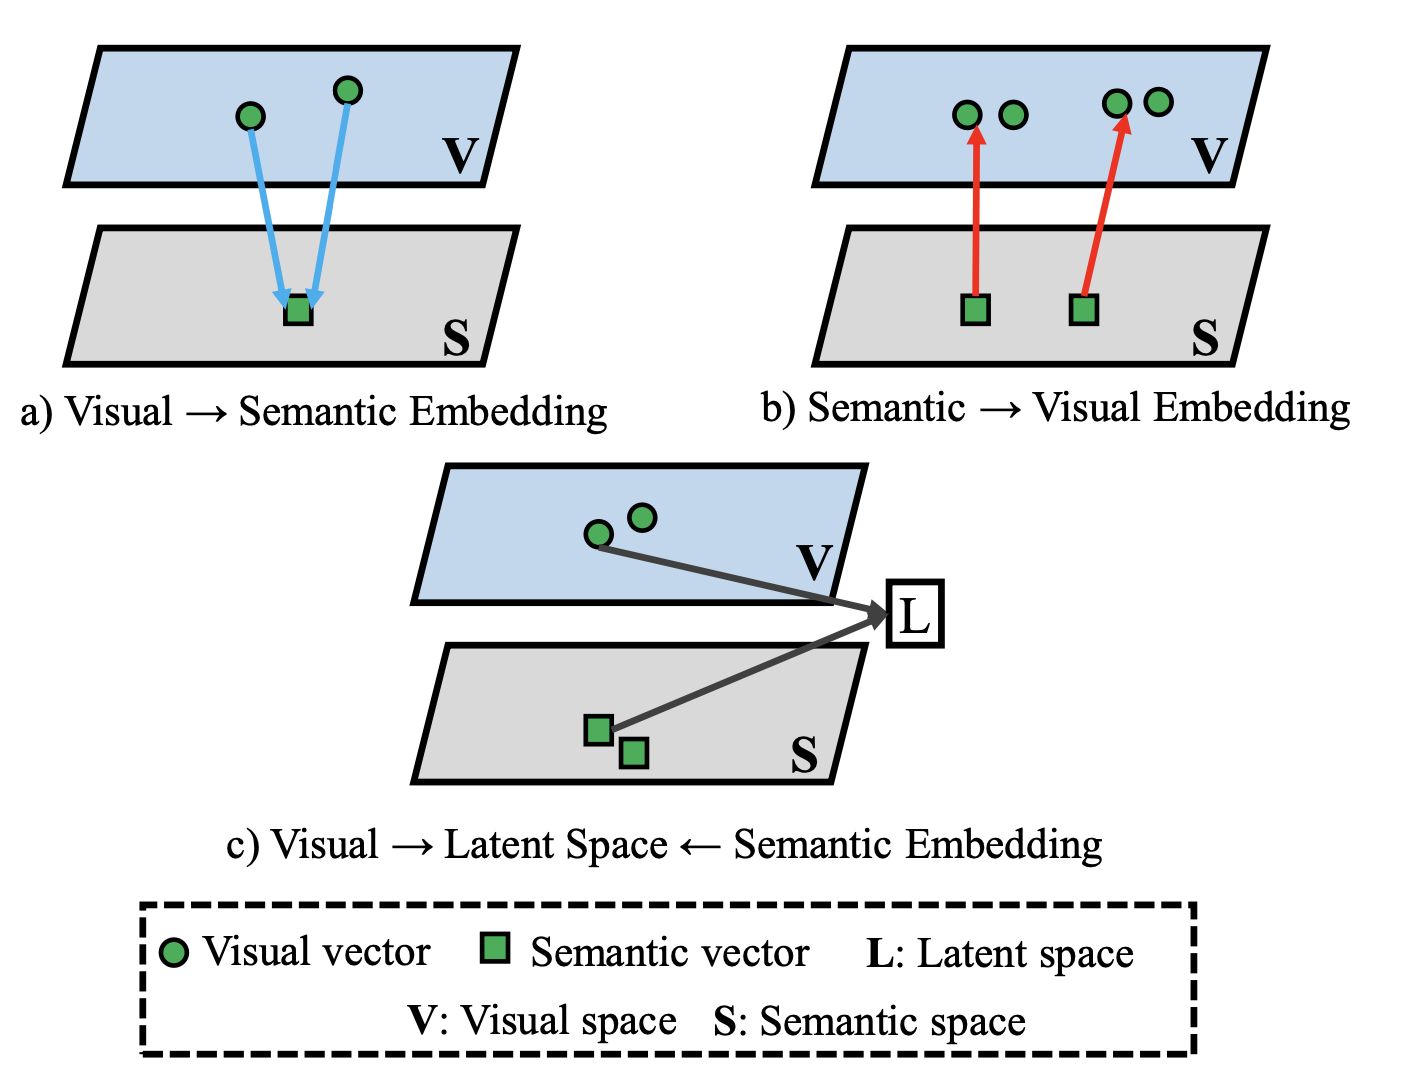 V
V
S
S
a) Visual → Semantic Embedding
b) Semantic → Visual Embedding
V
L
S
c) Visual → Latent Space ← Semantic Embedding
Visual vector
Semantic vector
L: Latent space
V: Visual space
S: Semantic space